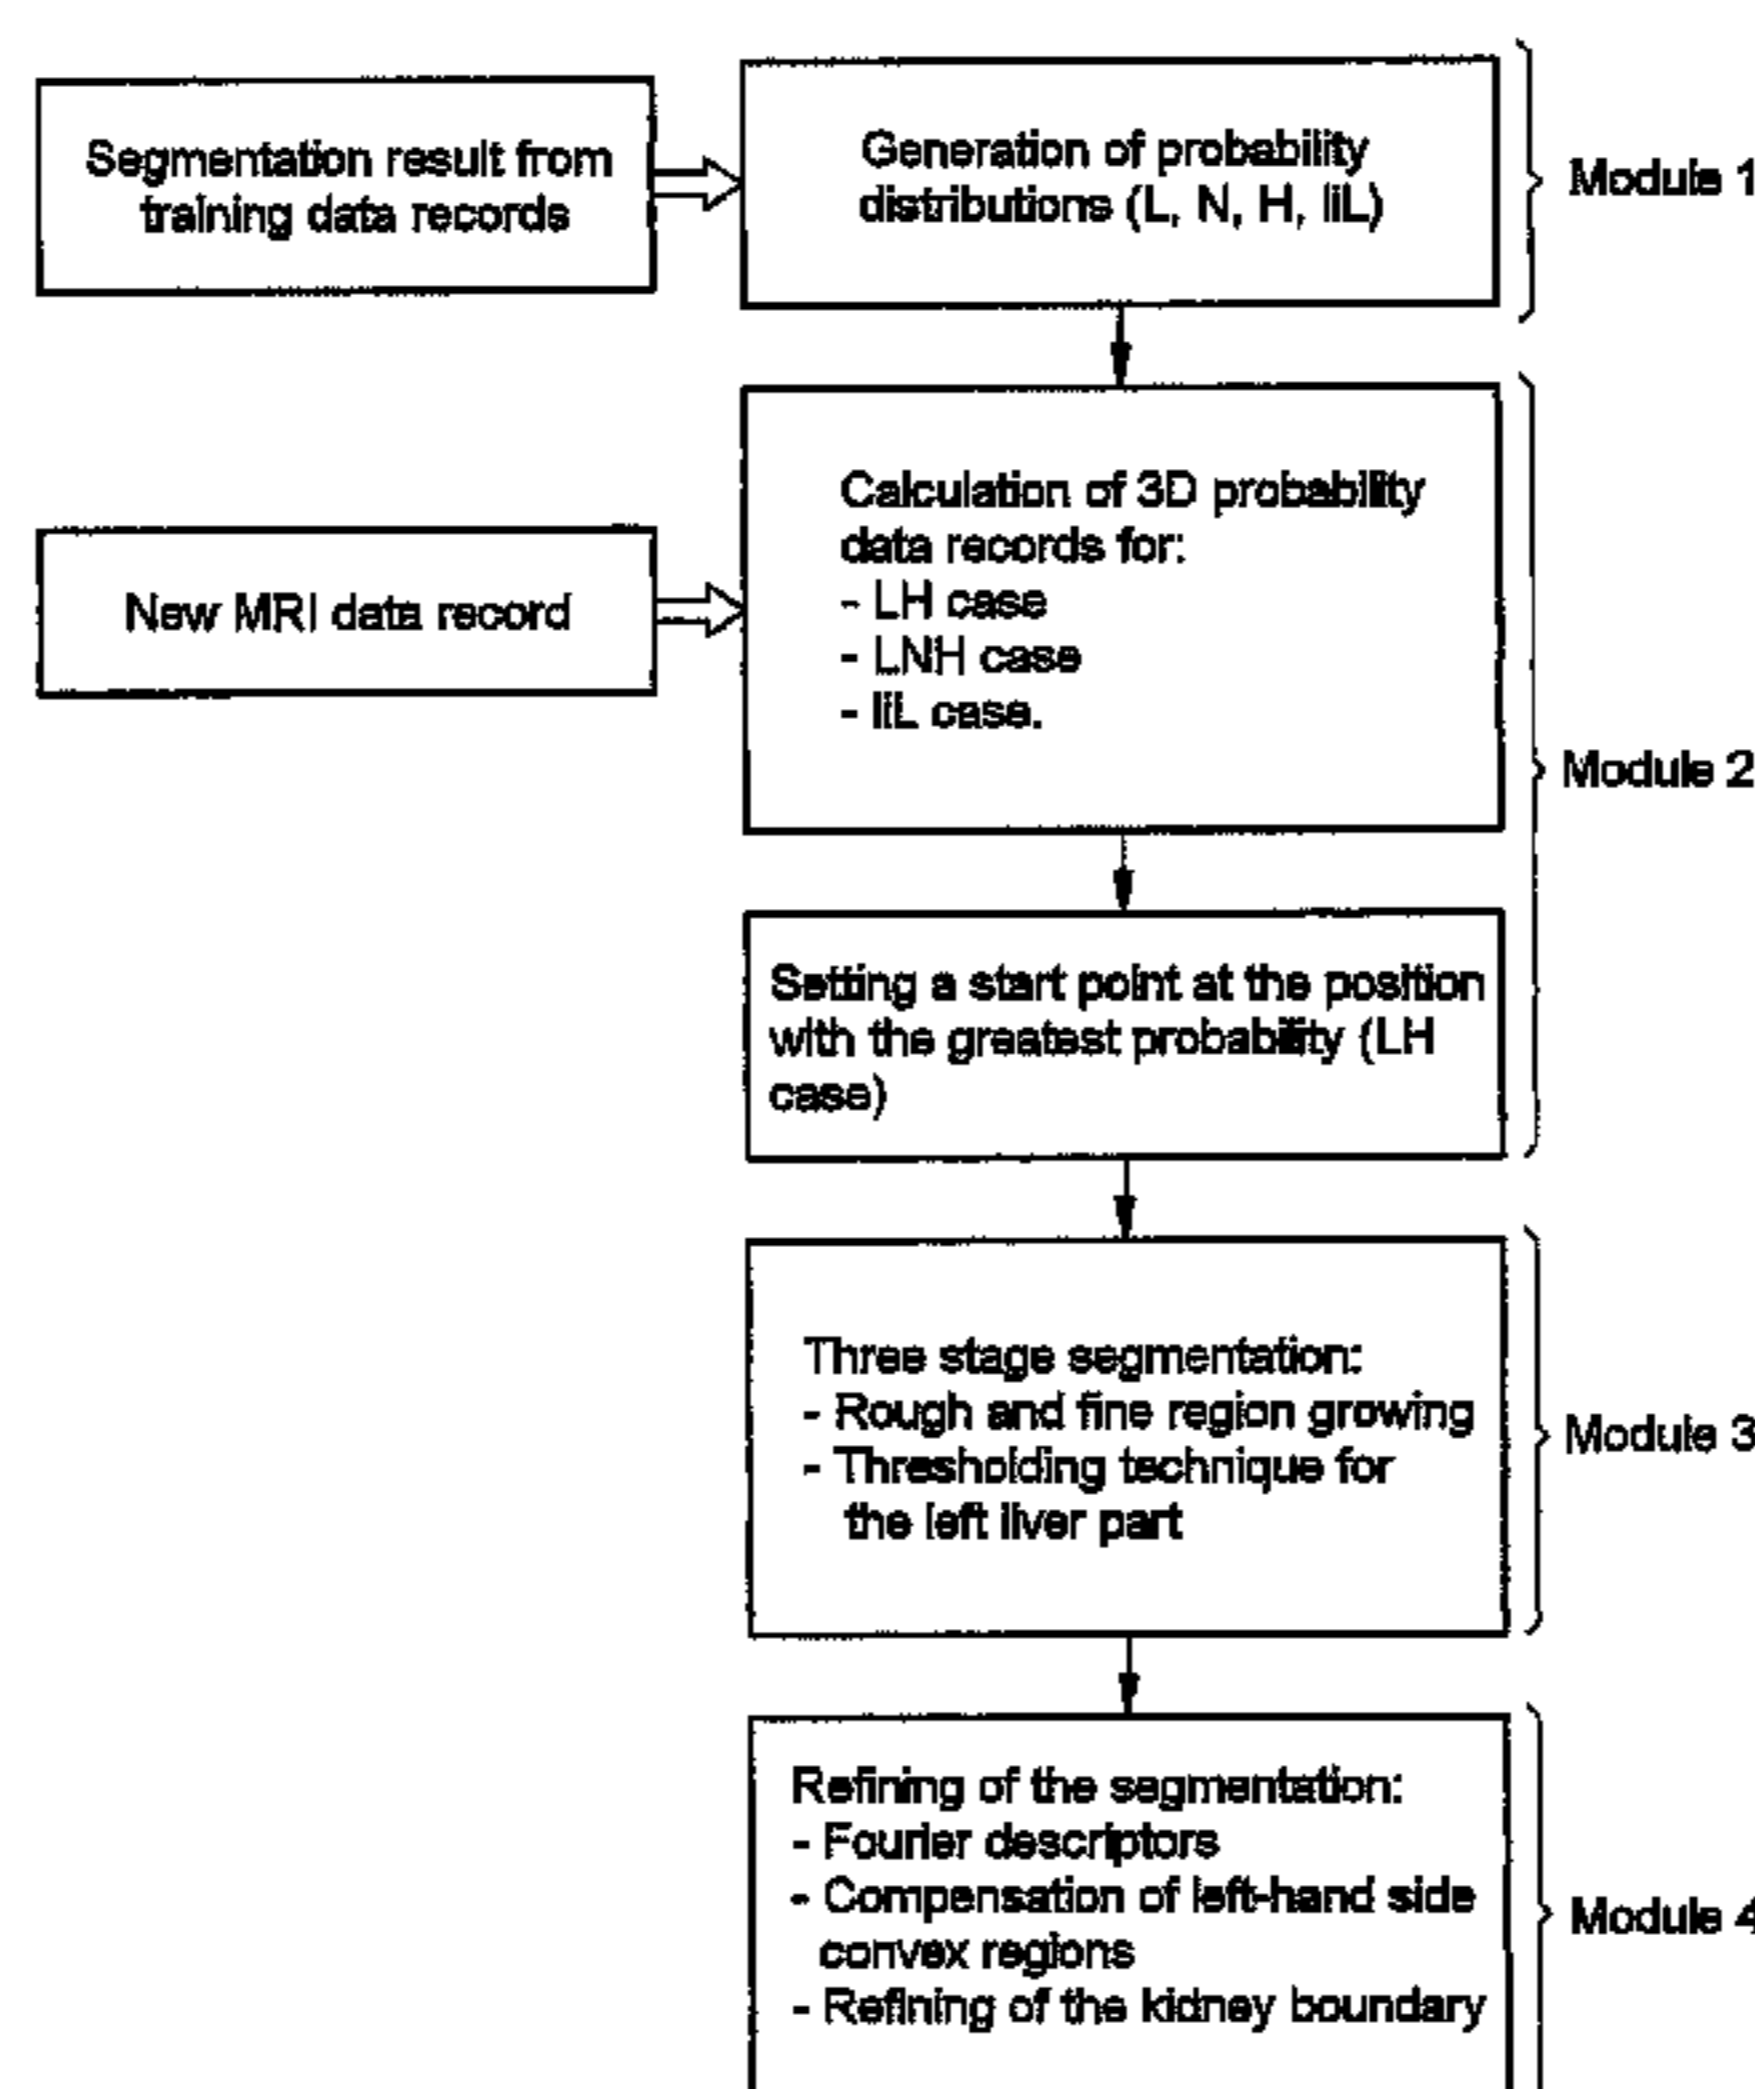 Segmentation result from
training data records
Generation of probability
distributions (L, N, H, liL)
Module 1
New MRI data record
Calculation of 3D probability
data records for:
- LH case
- LNH case
- liL case.
Module 2
Setting a start point at the position
with the greatest probability (LH
case)
Three stage segmentation:
- Rough and fine region growing
- Thresholding technique for
the left liver part
Module 3
Refining of the segmentation:
- Fourier descriptors
- Compensation of left-hand side
convex regions
- Refining of the kidney boundary
Module 4